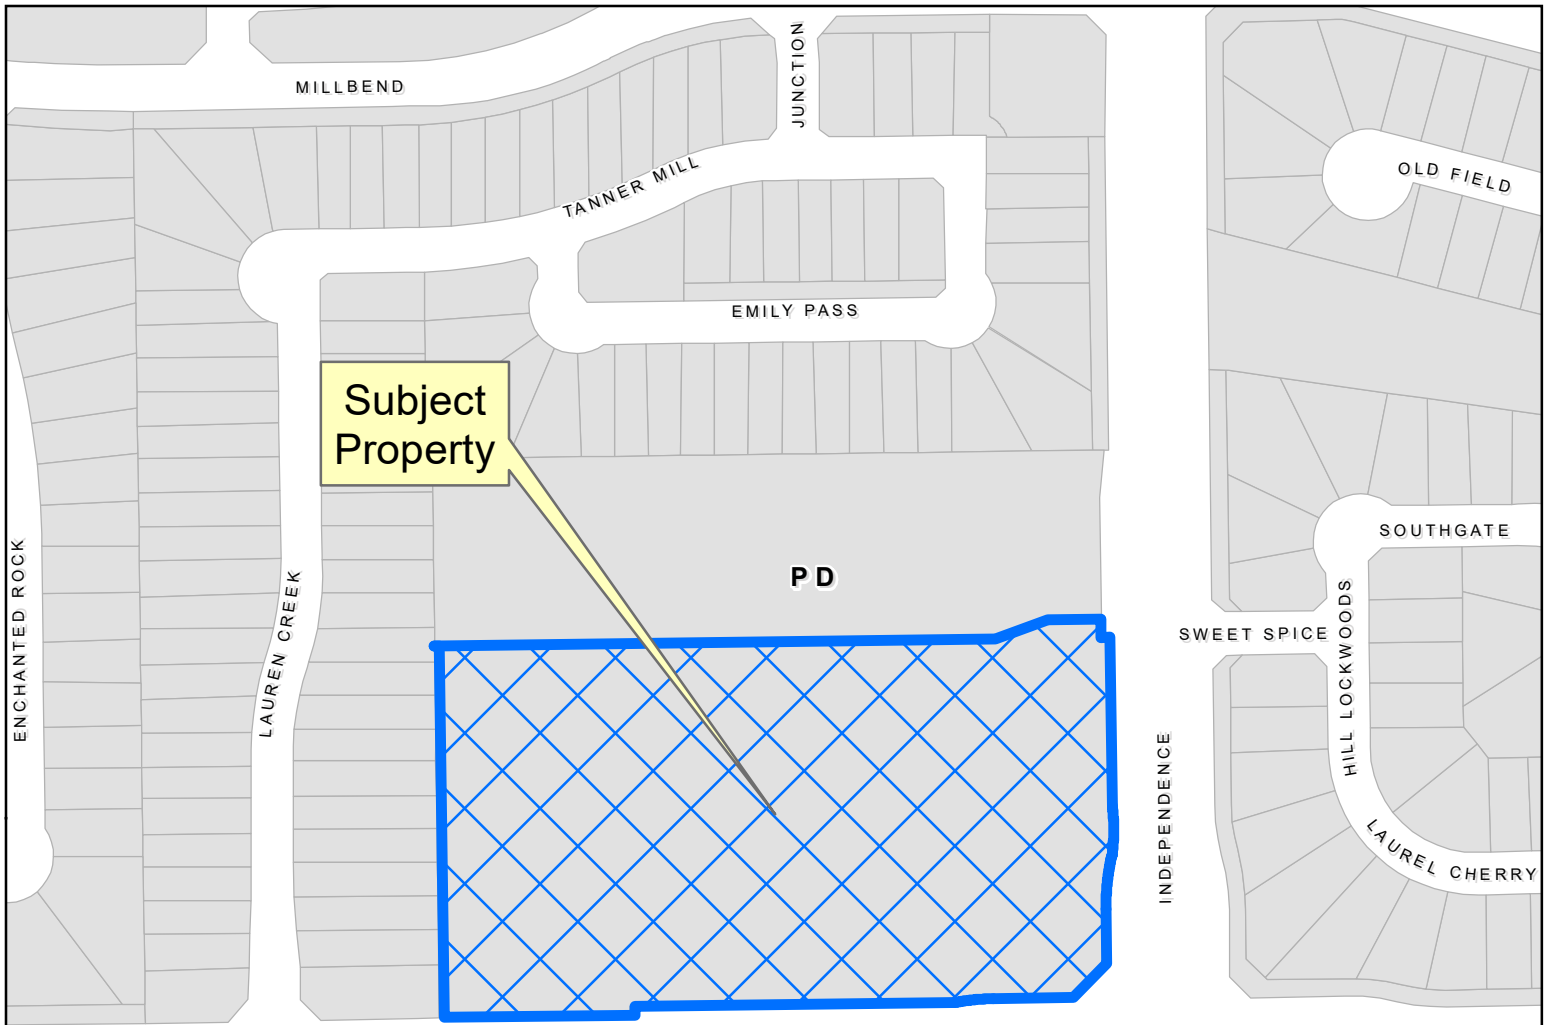 JUNCTION
MILLBEND
TANNER MILL
OLD FIELD
EMILY PASS
Subject
Property
SOUTHGATE
PD
ENCHANTED ROCK
LAUREN CREEK
SWEET SPICE
HILL LOCKWOODS
INDEPENDENCE
LAUREL CHERRY